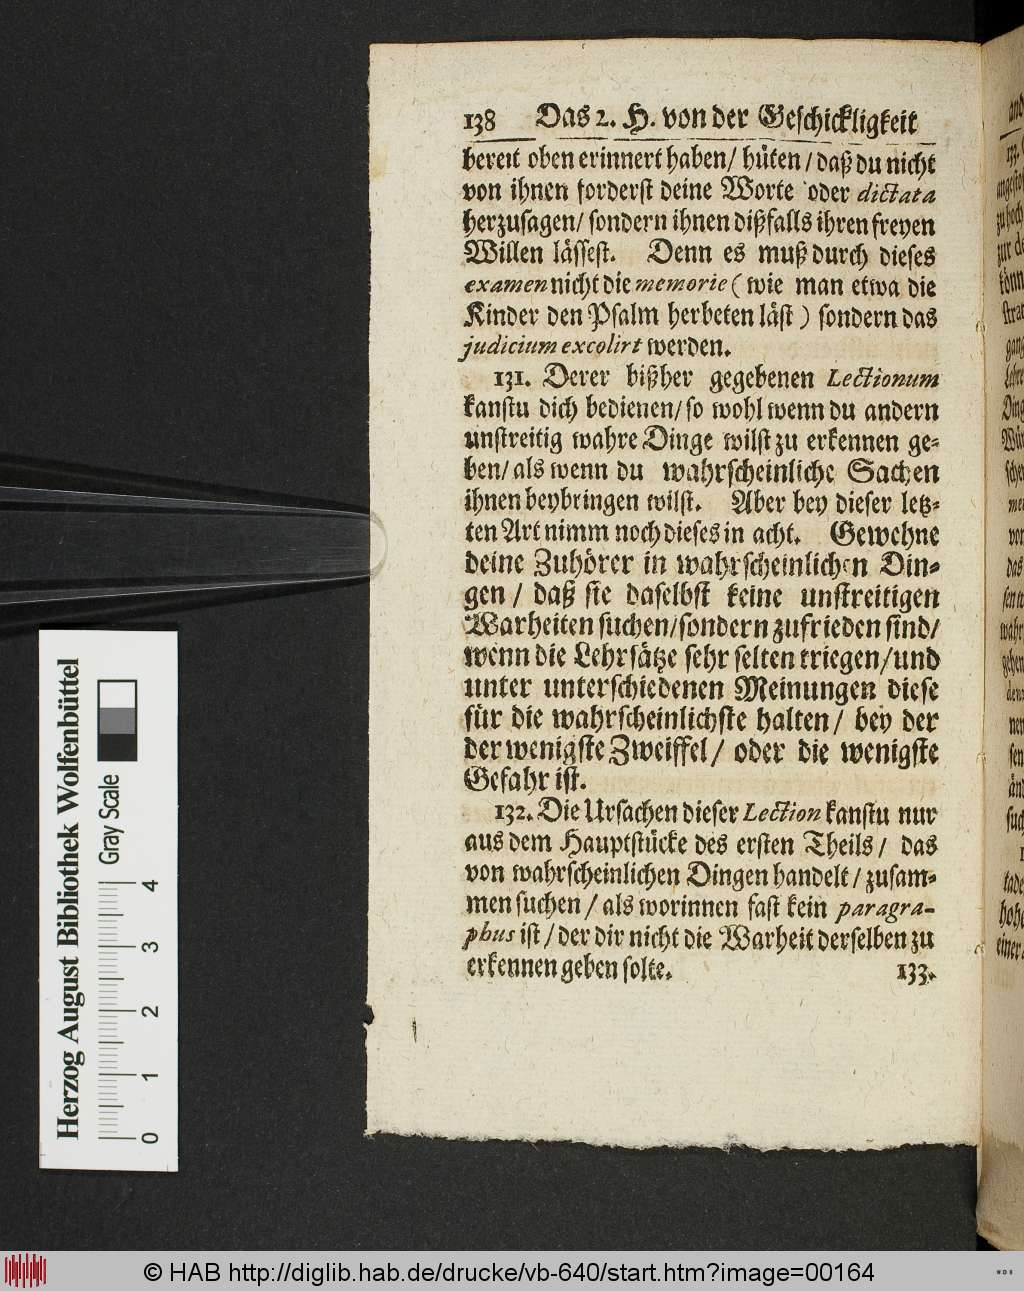 138 Das 2. H. von der Geschickligkeit
bereit oben erinnert haben/ hüten/ daß du nicht
von ihnen forderst deine Worte oder dictata
herzusagen/ sondern ihnen dißfalls ihren freyen
Willen lässest. Denn es muß durch dieses
examen nicht die memorie (wie man etwa die
Kinder den Psalm herbeten läst) sondern das
judicium excolirt werden.
131. Derer bißher gegebenen Lectionum
kanstu dich bedienen/ so wohl wenn du andern
unstreitig wahre Dinge wilst zu erkennen ge-
ben/ als wenn du wahrscheinliche Sachen
ihnen beybringen wilst. Aber bey dieser letz-
ten Art nimm noch dieses in acht. Gewehne
deine Zuhörer in wahrscheinlichen Din-
gen/ daß sie daselbst keine unstreitigen
Warheiten suchen/ sondern zufrieden sind/
wenn die Lehrsätze sehr selten triegen/ und
unter unterschiedenen Meinungen diese
für die wahrscheinlichste halten/ bey der
der wenigste Zweiffel/ oder die wenigste
Gefahr ist.
132. Die Ursachen dieser Lection kanstu nur
aus dem Hauptstücke des ersten Theils/ das
von wahrscheinlichen Dingen handelt/ zusam-
men suchen/ als worinnen fast kein paragra-
phus ist/ der dir nicht die Warheit derselben zu
erkennen geben solte.
133.
Herzog August Bibliothek Wolfenbüttel
Gray Scale
0 1 2 3 4
© HAB http://diglib.hab.de/drucke/vb-640/start.htm?image=00164